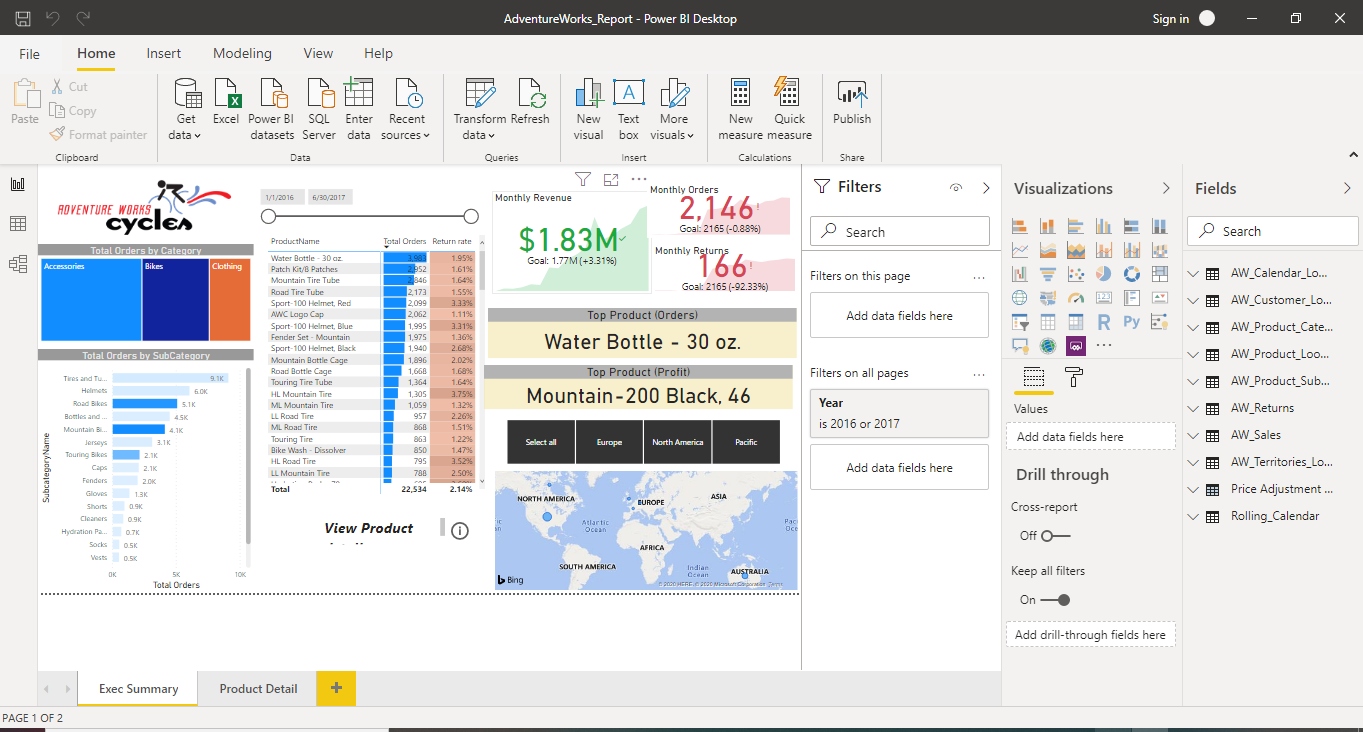 AdventureWorks_Report - Power BI Desktop
Sign in
File
Home
Insert
Modeling
View
Help
Paste
Cut
Copy
Format painter
Clipboard
Get data
Excel
Power BI datasets
SQL Server
Enter data
Recent sources
Data
Transform data
Refresh
Queries
New visual
Text box
More visuals
Insert
New measure
Quick measure
Calculations
Publish
Share
ADVENTURE WORKS
cycles
Total Orders by Category
Accessories
Bikes
Clothing
Total Orders by SubCategory
SubcategoryName
Tires and Tu... 9.1K
Helmets 6.0K
Road Bikes 5.1K
Bottles and ... 4.5K
Mountain Bi... 4.1K
Jerseys 3.1K
Touring Bikes 2.1K
Caps 2.1K
Fenders 2.0K
Gloves 1.3K
Shorts 0.9K
Cleaners 0.9K
Hydration Pa... 0.7K
Socks 0.5K
Vests 0.5K
0K 5K 10K
Total Orders
1/1/2016 6/30/2017
ProductName Total Orders Return rate
Water Bottle - 30 oz. 3,983 1.95%
Patch Kit/8 Patches 2,952 1.61%
Mountain Tire Tube 2,846 1.64%
Road Tire Tube 2,173 1.55%
Sport-100 Helmet, Red 2,099 3.33%
AWC Logo Cap 2,062 1.11%
Sport-100 Helmet, Blue 1,995 3.31%
Fender Set - Mountain 1,975 1.36%
Sport-100 Helmet, Black 1,940 2.68%
Mountain Bottle Cage 1,896 2.02%
Road Bottle Cage 1,668 1.68%
Touring Tire Tube 1,364 1.64%
HL Mountain Tire 1,305 3.75%
ML Mountain Tire 1,059 1.32%
LL Road Tire 957 2.26%
ML Road Tire 868 1.51%
Touring Tire 863 1.22%
Bike Wash - Dissolver 850 1.47%
HL Road Tire 795 3.52%
LL Mountain Tire 788 2.50%
Total 22,534 2.14%
View Product
Monthly Revenue
$1.83M
Goal: 1.77M (+3.31%)
Monthly Orders
2,146!
Goal: 2165 (-0.88%)
Monthly Returns
166!
Goal: 2165 (-92.33%)
Top Product (Orders)
Water Bottle - 30 oz.
Top Product (Profit)
Mountain-200 Black, 46
Select all
Europe
North America
Pacific
NORTH AMERICA
EUROPE
ASIA
Atlantic Ocean
AFRICA
SOUTH AMERICA
Indian Ocean
AUSTRALIA
Bing
© 2020 HERE, © 2020 Microsoft Corporation Terms
Filters
Search
Filters on this page
Add data fields here
Filters on all pages
Year
is 2016 or 2017
Add data fields here
Visualizations
R
Py
Values
Add data fields here
Drill through
Cross-report
Off
Keep all filters
On
Add drill-through fields here
Fields
Search
AW_Calendar_Lo...
AW_Customer_Lo...
AW_Product_Cate...
AW_Product_Loo...
AW_Product_Sub...
AW_Returns
AW_Sales
AW_Territories_Lo...
Price Adjustment ...
Rolling_Calendar
Exec Summary
Product Detail
PAGE 1 OF 2